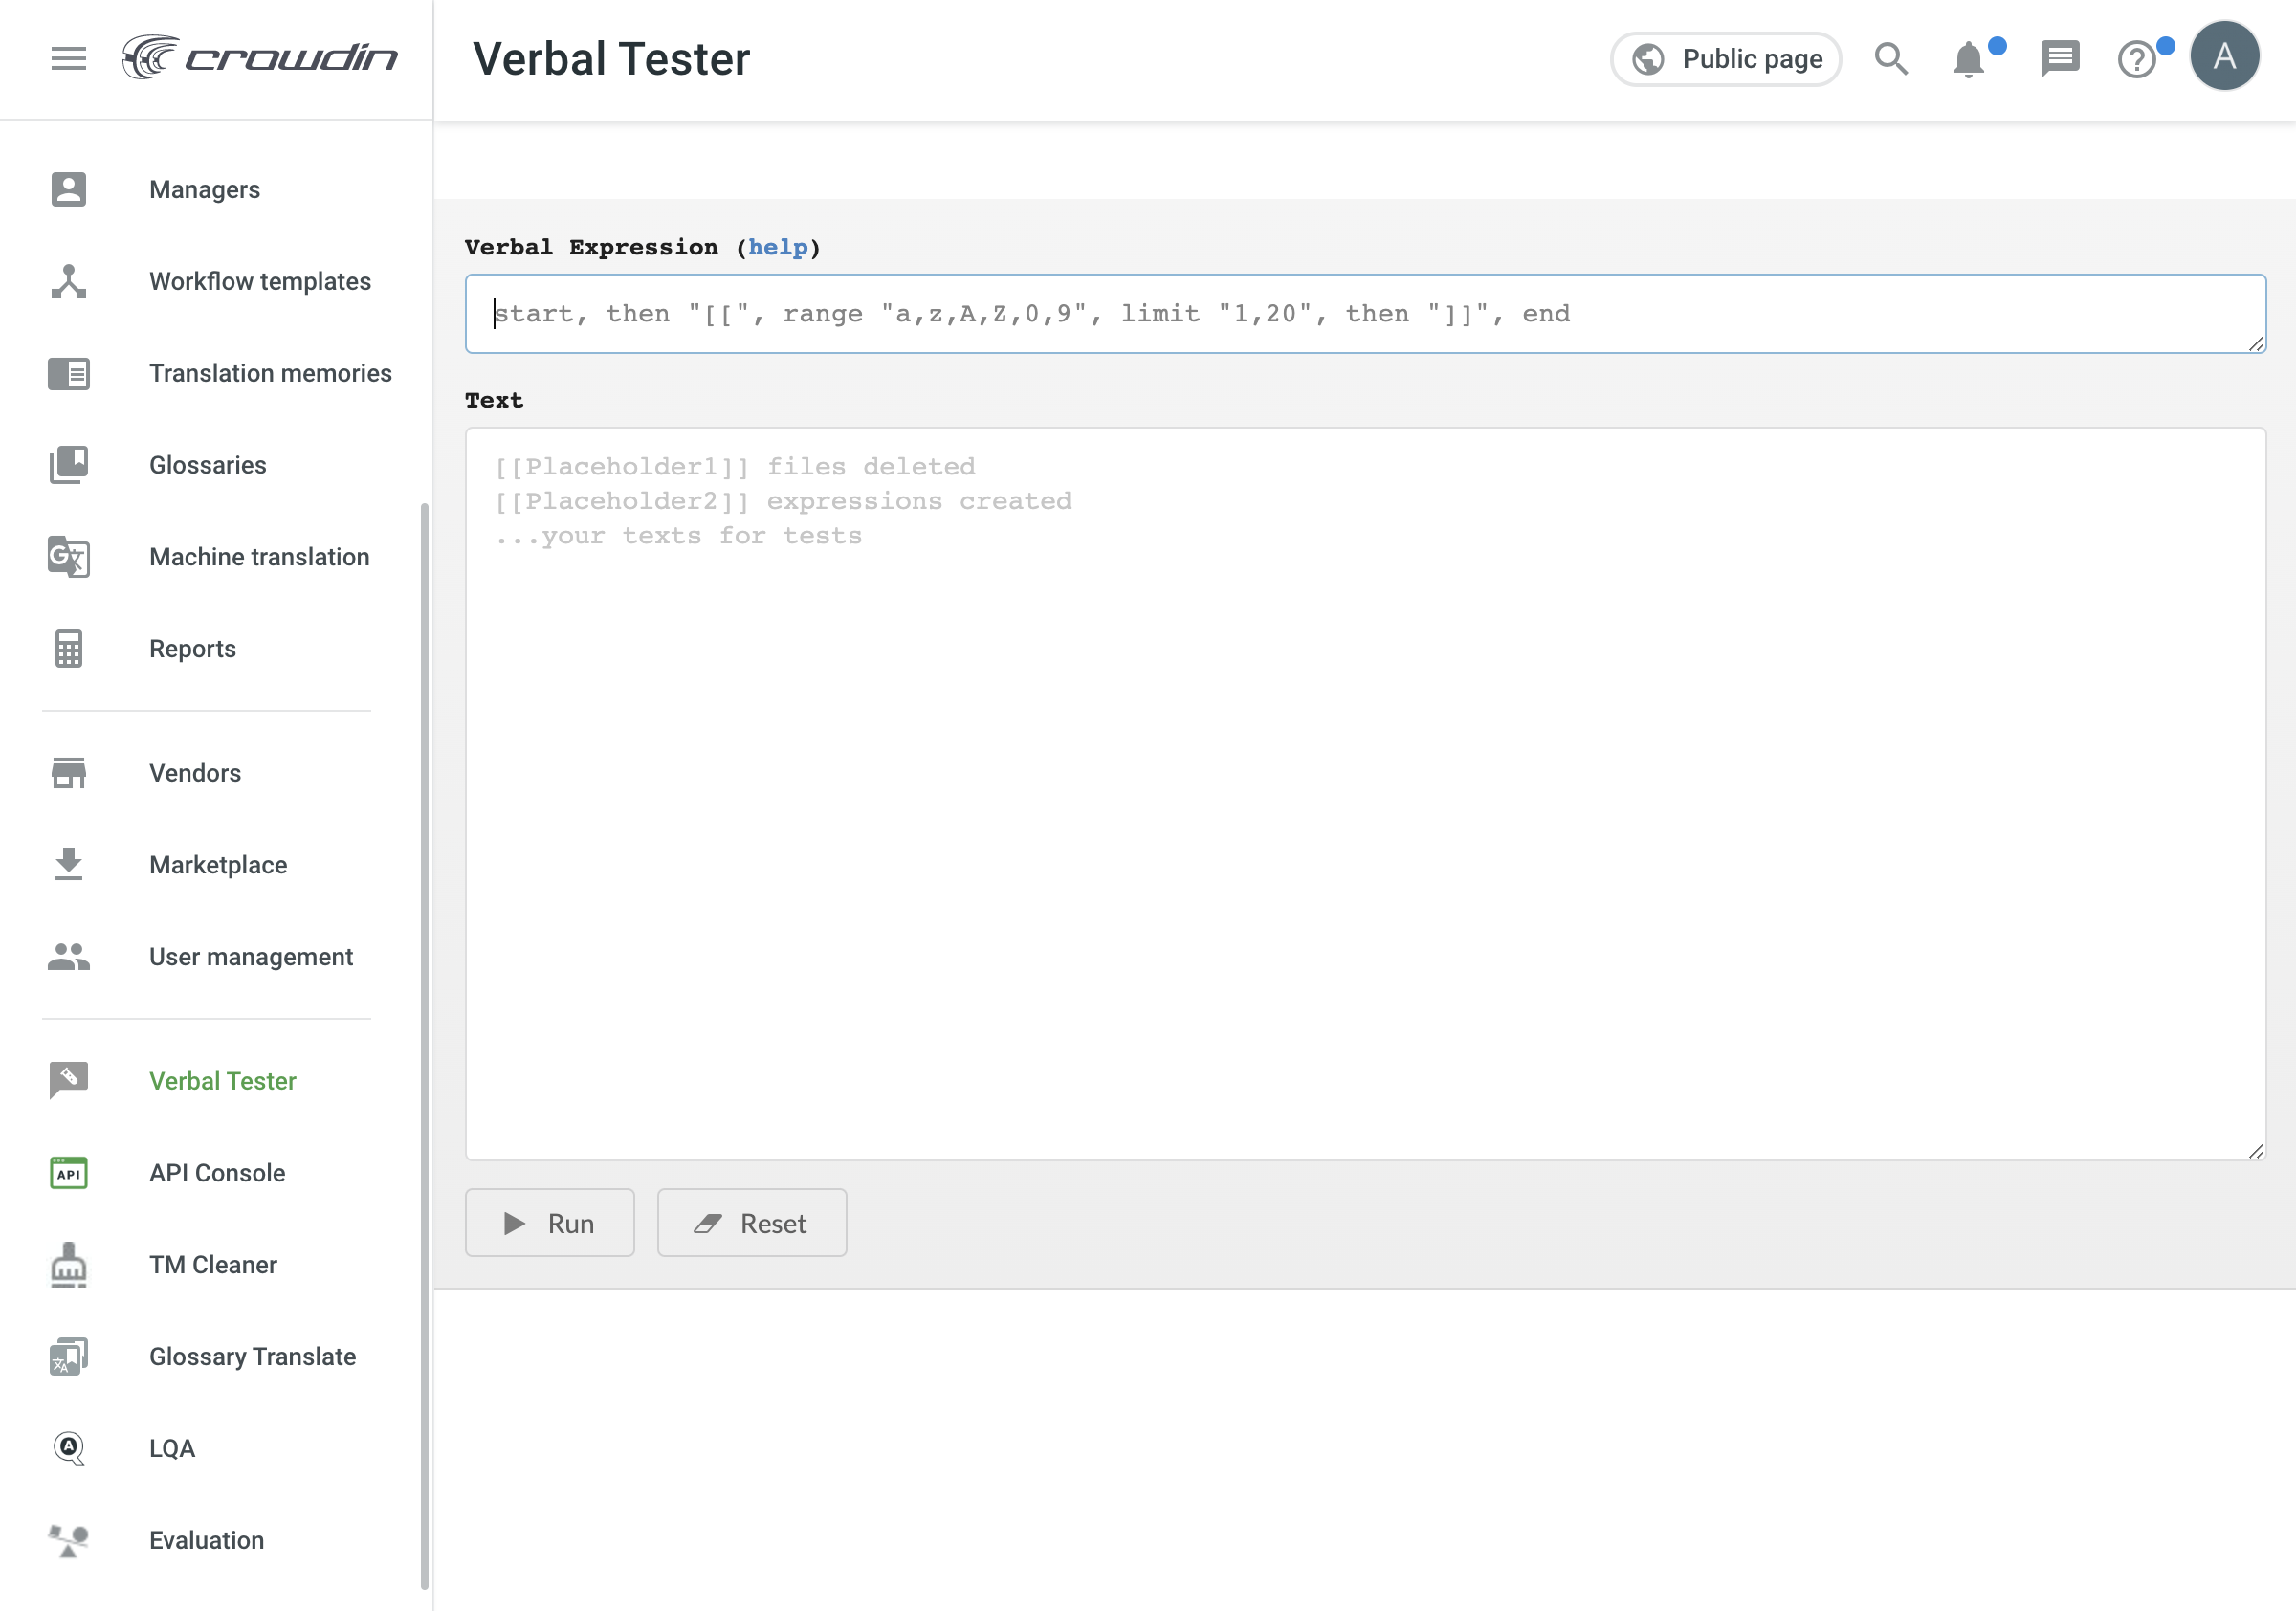 crowdin
Verbal Tester
Public page
A
Managers
Workflow templates
Translation memories
Glossaries
Machine translation
Reports
Vendors
Marketplace
User management
Verbal Tester
API
API Console
TM Cleaner
Glossary Translate
LQA
Evaluation
Verbal Expression (help)
start, then "[[", range "a,z,A,Z,0,9", limit "1,20", then "]]", end
Text
[[Placeholder1]] files deleted
[[Placeholder2]] expressions created
...your texts for tests
Run
Reset